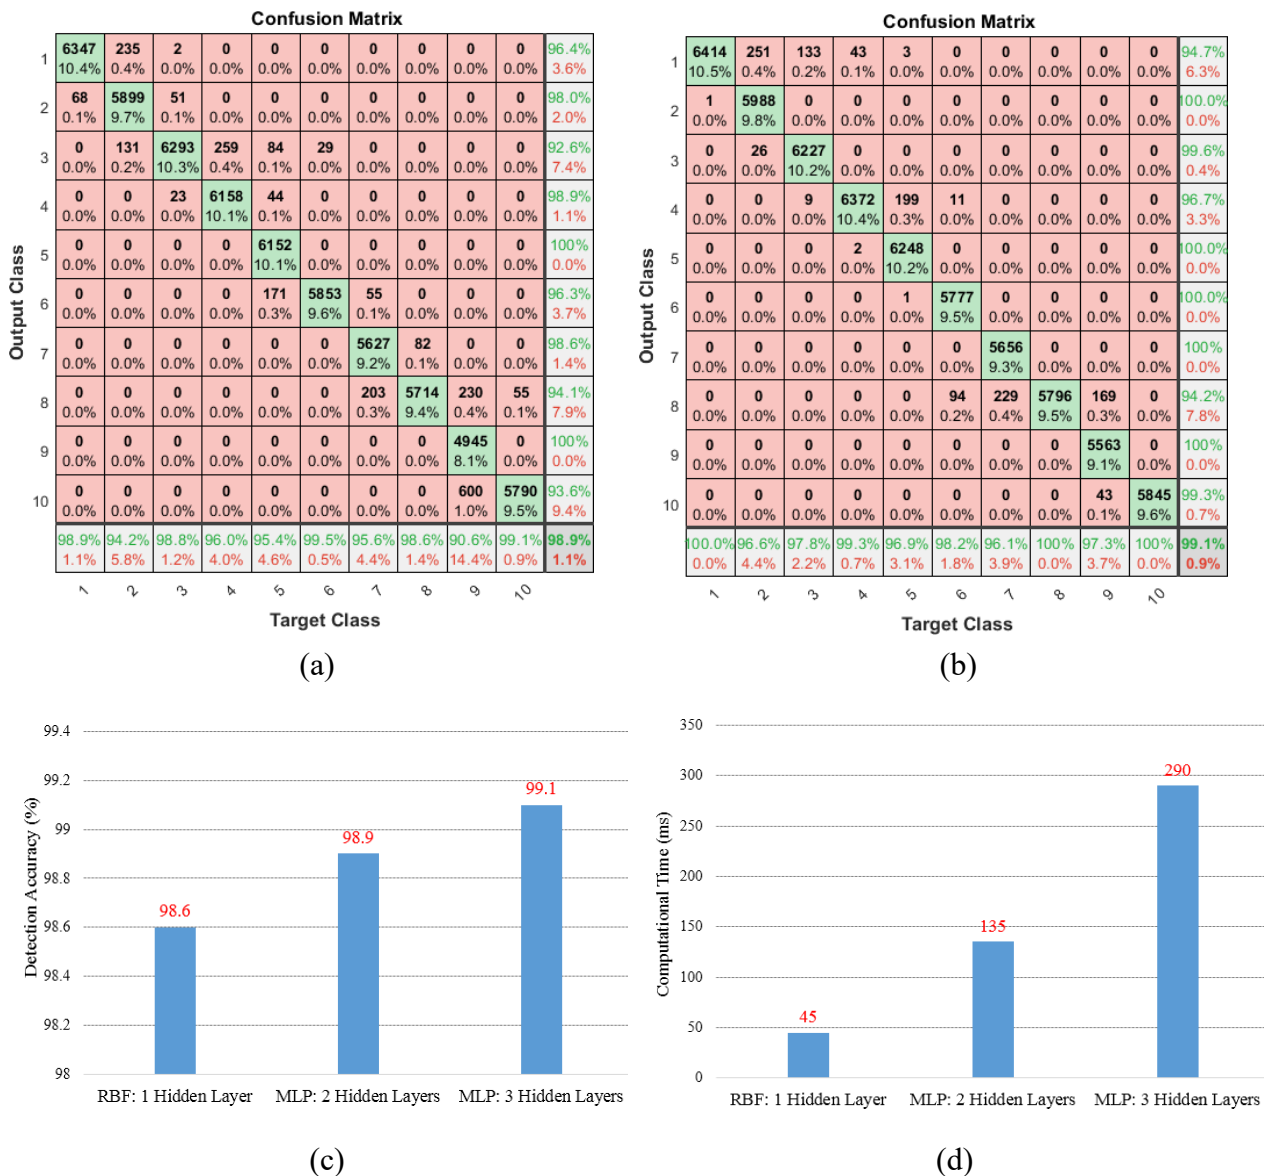 Confusion Matrix
1 6347 235 2 0 0 0 0 0 0 0 96.4%
10.4% 0.4% 0.0% 0.0% 0.0% 0.0% 0.0% 0.0% 0.0% 0.0% 3.6%
2 68 5899 51 0 0 0 0 0 0 0 98.0%
0.1% 9.7% 0.1% 0.0% 0.0% 0.0% 0.0% 0.0% 0.0% 0.0% 2.0%
3 0 131 6293 259 84 29 0 0 0 0 92.6%
0.0% 0.2% 10.3% 0.4% 0.1% 0.0% 0.0% 0.0% 0.0% 0.0% 7.4%
4 0 0 23 6158 44 0 0 0 0 0 98.9%
0.0% 0.0% 0.0% 10.1% 0.1% 0.0% 0.0% 0.0% 0.0% 0.0% 1.1%
5 0 0 0 0 6152 0 0 0 0 0 100%
0.0% 0.0% 0.0% 0.0% 10.1% 0.0% 0.0% 0.0% 0.0% 0.0% 0.0%
6 0 0 0 0 171 5853 55 0 0 0 96.3%
0.0% 0.0% 0.0% 0.0% 0.3% 9.6% 0.1% 0.0% 0.0% 0.0% 3.7%
7 0 0 0 0 0 0 5627 82 0 0 98.6%
0.0% 0.0% 0.0% 0.0% 0.0% 0.0% 9.2% 0.1% 0.0% 0.0% 1.4%
8 0 0 0 0 0 0 203 5714 230 55 94.1%
0.0% 0.0% 0.0% 0.0% 0.0% 0.0% 0.3% 9.4% 0.4% 0.1% 7.9%
9 0 0 0 0 0 0 0 0 4945 0 100%
0.0% 0.0% 0.0% 0.0% 0.0% 0.0% 0.0% 0.0% 8.1% 0.0% 0.0%
10 0 0 0 0 0 0 0 0 600 5790 93.6%
0.0% 0.0% 0.0% 0.0% 0.0% 0.0% 0.0% 0.0% 1.0% 9.5% 9.4%
98.9% 94.2% 98.8% 96.0% 95.4% 99.5% 95.6% 98.6% 90.6% 99.1% 98.9%
1.1% 5.8% 1.2% 4.0% 4.6% 0.5% 4.4% 1.4% 14.4% 0.9% 1.1%
1 2 3 4 5 6 7 8 9 10
Target Class
Output Class
(a)
Confusion Matrix
1 6414 251 133 43 3 0 0 0 0 0 94.7%
10.5% 0.4% 0.2% 0.1% 0.0% 0.0% 0.0% 0.0% 0.0% 0.0% 6.3%
2 1 5988 0 0 0 0 0 0 0 0 100.0%
0.0% 9.8% 0.0% 0.0% 0.0% 0.0% 0.0% 0.0% 0.0% 0.0% 0.0%
3 0 26 6227 0 0 0 0 0 0 0 99.6%
0.0% 0.0% 10.2% 0.0% 0.0% 0.0% 0.0% 0.0% 0.0% 0.0% 0.4%
4 0 0 9 6372 199 11 0 0 0 0 96.7%
0.0% 0.0% 0.0% 10.4% 0.3% 0.0% 0.0% 0.0% 0.0% 0.0% 3.3%
5 0 0 0 2 6248 0 0 0 0 0 100.0%
0.0% 0.0% 0.0% 0.0% 10.2% 0.0% 0.0% 0.0% 0.0% 0.0% 0.0%
6 0 0 0 0 1 5777 0 0 0 0 100.0%
0.0% 0.0% 0.0% 0.0% 0.0% 9.5% 0.0% 0.0% 0.0% 0.0% 0.0%
7 0 0 0 0 0 0 5656 0 0 0 100%
0.0% 0.0% 0.0% 0.0% 0.0% 0.0% 9.3% 0.0% 0.0% 0.0% 0.0%
8 0 0 0 0 0 94 229 5796 169 0 94.2%
0.0% 0.0% 0.0% 0.0% 0.0% 0.2% 0.4% 9.5% 0.3% 0.0% 7.8%
9 0 0 0 0 0 0 0 0 5563 0 100%
0.0% 0.0% 0.0% 0.0% 0.0% 0.0% 0.0% 0.0% 9.1% 0.0% 0.0%
10 0 0 0 0 0 0 0 0 43 5845 99.3%
0.0% 0.0% 0.0% 0.0% 0.0% 0.0% 0.0% 0.0% 0.1% 9.6% 0.7%
100.0% 96.6% 97.8% 99.3% 96.9% 98.2% 96.1% 100% 97.3% 100% 99.1%
0.0% 4.4% 2.2% 0.7% 3.1% 1.8% 3.9% 0.0% 3.7% 0.0% 0.9%
1 2 3 4 5 6 7 8 9 10
Target Class
Output Class
(b)
Detection Accuracy (%)
99.4
99.2
99
98.8
98.6
98.4
98.2
98
98.6
98.9
99.1
RBF: 1 Hidden Layer MLP: 2 Hidden Layers MLP: 3 Hidden Layers
(c)
Computational Time (ms)
350
300
250
200
150
100
50
0
45
135
290
RBF: 1 Hidden Layer MLP: 2 Hidden Layers MLP: 3 Hidden Layers
(d)